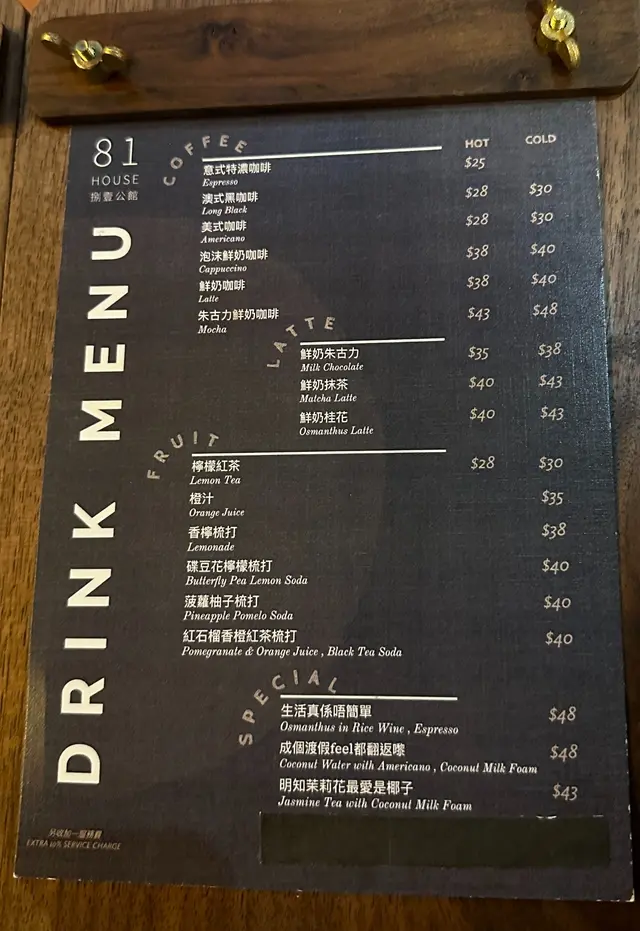 81
HOUSE
捌壹公館
DRINK MENU
COFFEE
HOT COLD
意式特濃咖啡 $25
Espresso
澳式黑咖啡 $28 $30
Long Black
美式咖啡 $28 $30
Americano
泡沫鮮奶咖啡 $38 $40
Cappuccino
鮮奶咖啡 $38 $40
Latte
朱古力鮮奶咖啡 $43 $48
Mocha
LATTE
鮮奶朱古力 $35 $38
Milk Chocolate
鮮奶抹茶 $40 $43
Matcha Latte
鮮奶桂花 $40 $43
Osmanthus Latte
FRUIT
檸檬紅茶 $28 $30
Lemon Tea
橙汁 $35
Orange Juice
香檸梳打 $38
Lemonade
碟豆花檸檬梳打 $40
Butterfly Pea Lemon Soda
菠蘿柚子梳打 $40
Pineapple Pomelo Soda
紅石榴香橙紅茶梳打 $40
Pomegranate & Orange Juice , Black Tea Soda
SPECIAL
生活真係唔簡單 $48
Osmanthus in Rice Wine , Espresso
成個渡假feel都翻返嚟 $48
Coconut Water with Americano , Coconut Milk Foam
明知茉莉花最愛是椰子 $43
Jasmine Tea with Coconut Milk Foam
另收加一服務費
EXTRA 10% SERVICE CHARGE